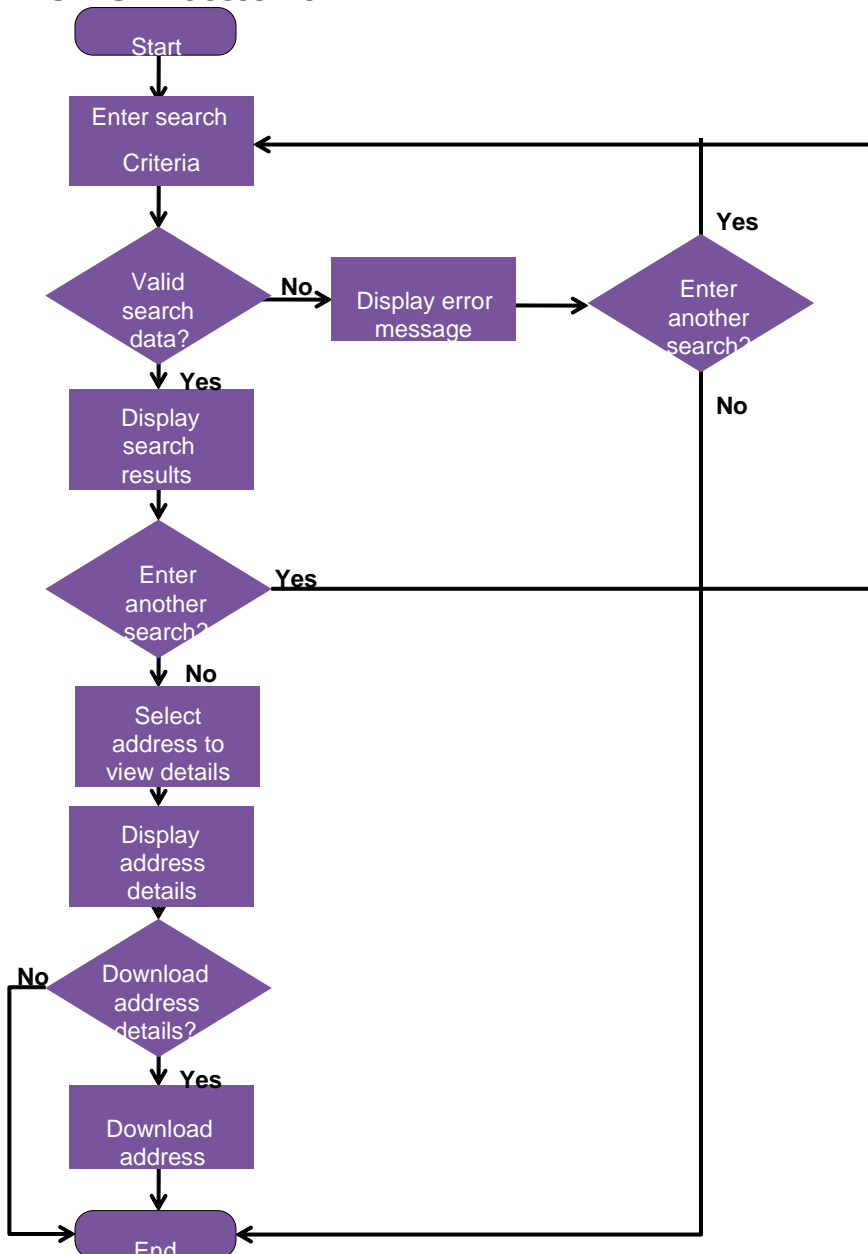 Start
Enter search
Criteria
Valid
search
data?
No
Display error
message
Enter
another
search?
Yes
No
Yes
Display
search
results
Enter
another
search?
Yes
No
Select
address to
view details
Display
address
details
No
Download
address
details?
Yes
Download
address
End